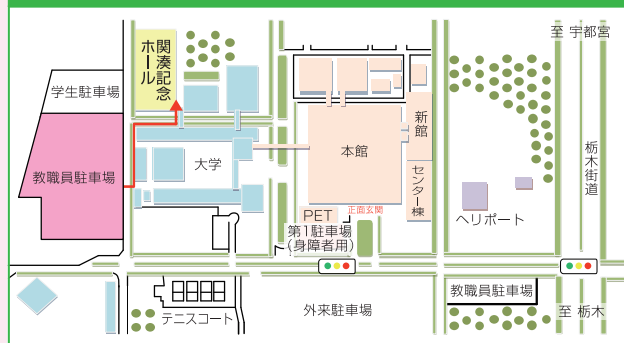 至 宇都宮
関湊記念
ホール
学生駐車場
新館
本館
栃木街道
大学
教職員駐車場
センター棟
ヘリポート
PET
正面玄関
第1駐車場
(身障者用)
教職員駐車場
テニスコート
外来駐車場
至 栃木